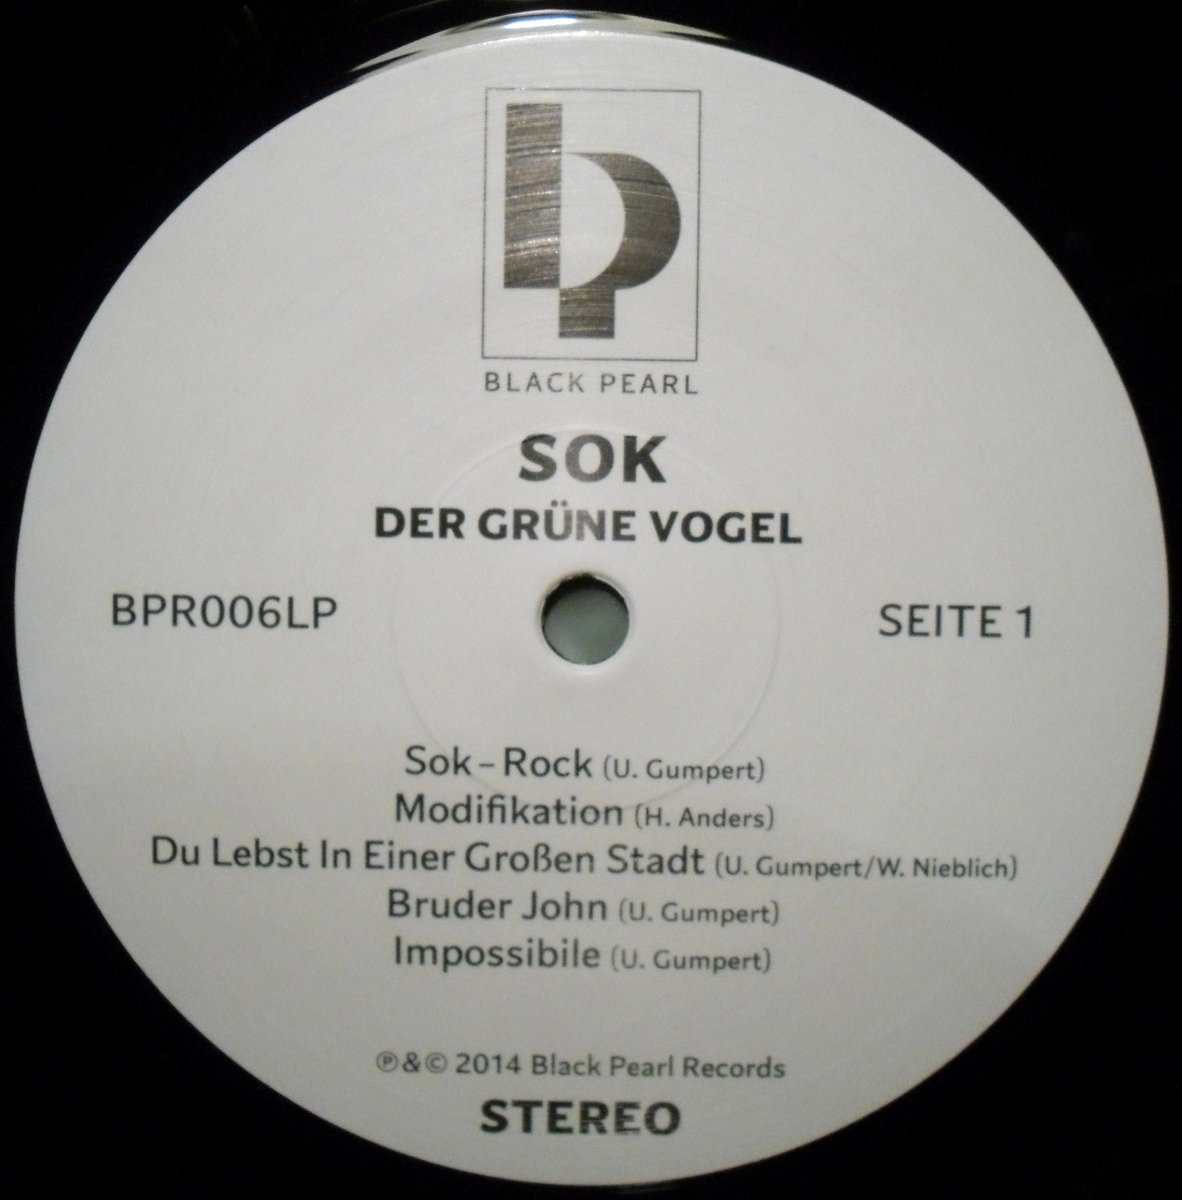 bp
BLACK PEARL
SOK
DER GRÜNE VOGEL
BPR006LP
SEITE 1
Sok – Rock (U. Gumpert)
Modifikation (H. Anders)
Du Lebst In Einer Großen Stadt (U. Gumpert/W. Nieblich)
Bruder John (U. Gumpert)
Impossibile (U. Gumpert)
℗&© 2014 Black Pearl Records
STEREO